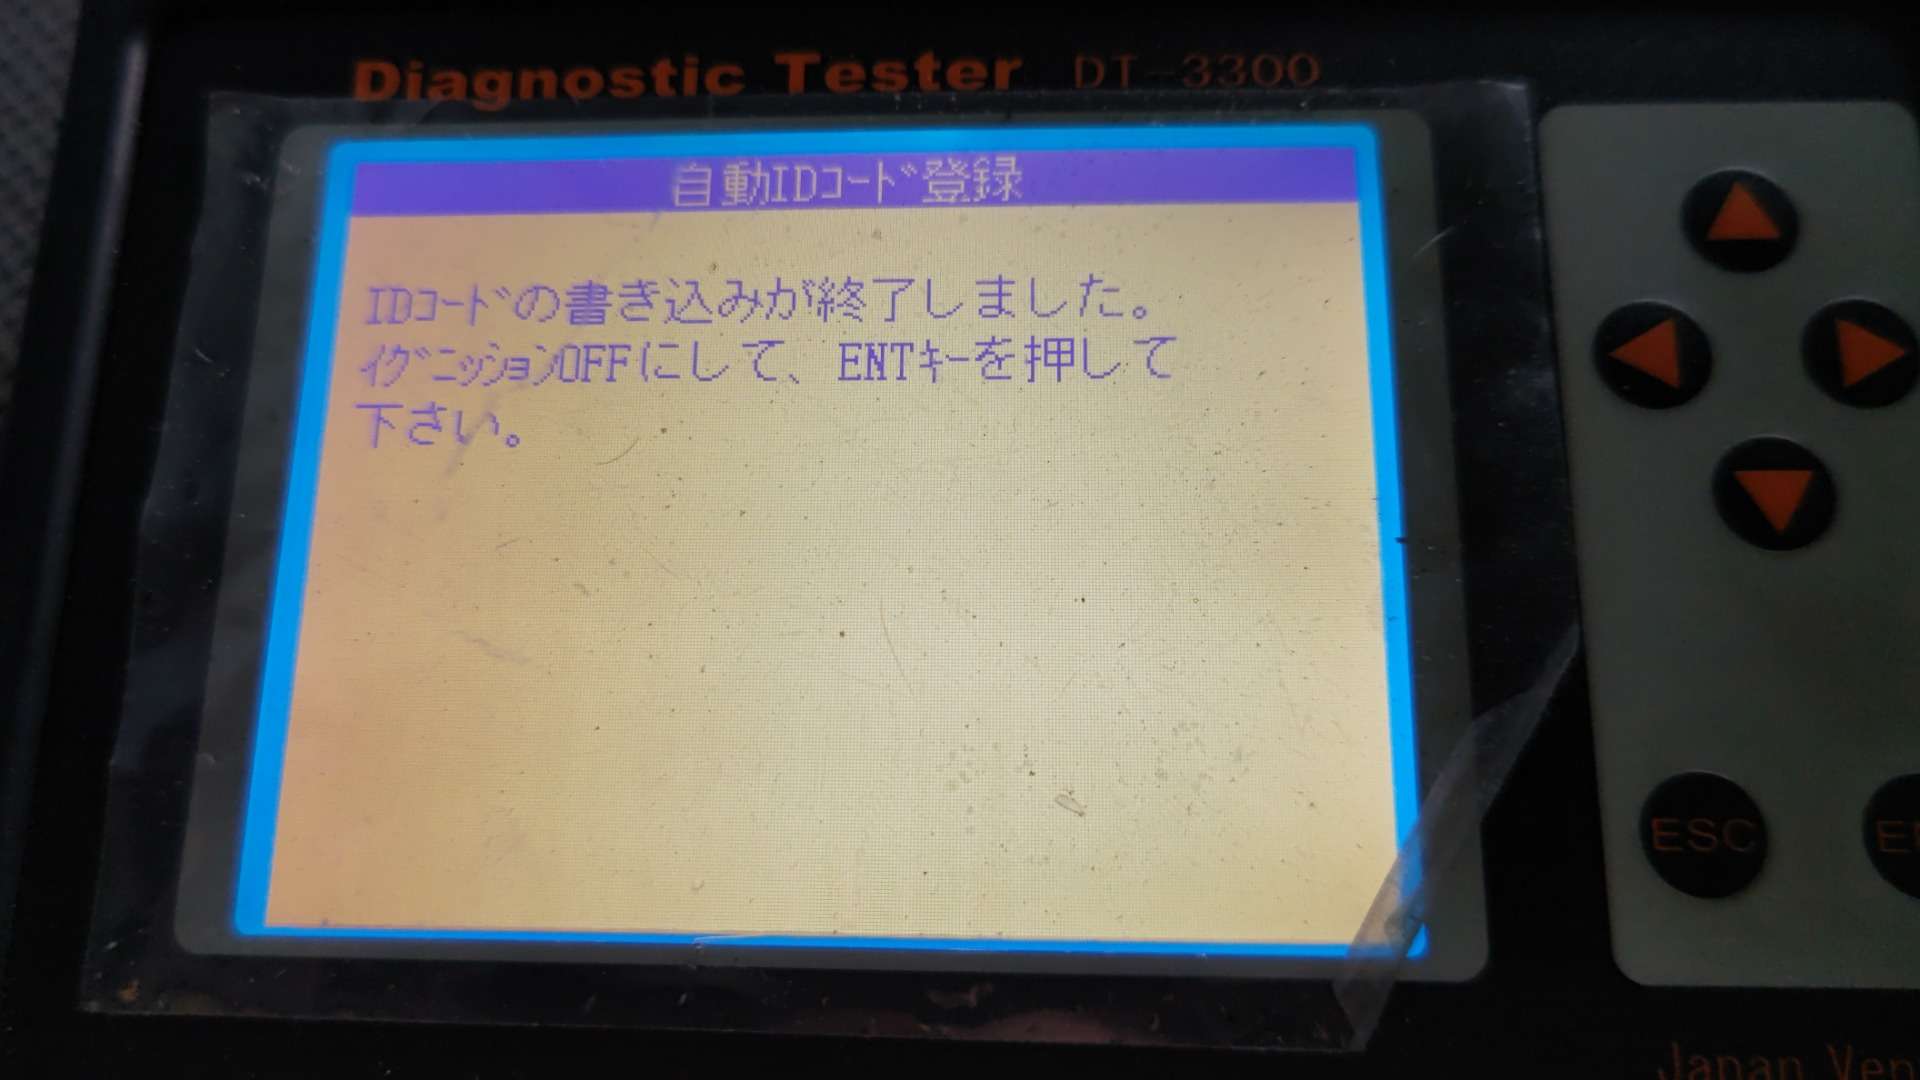 Diagnostic Tester DT-3300
自動IDｺｰﾄﾞ登録
IDｺｰﾄﾞの書き込みが終了しました。
ｲｸﾞﾆｯｼｮﾝOFFにして、ENTｷｰを押して
下さい。
ESC
Japan